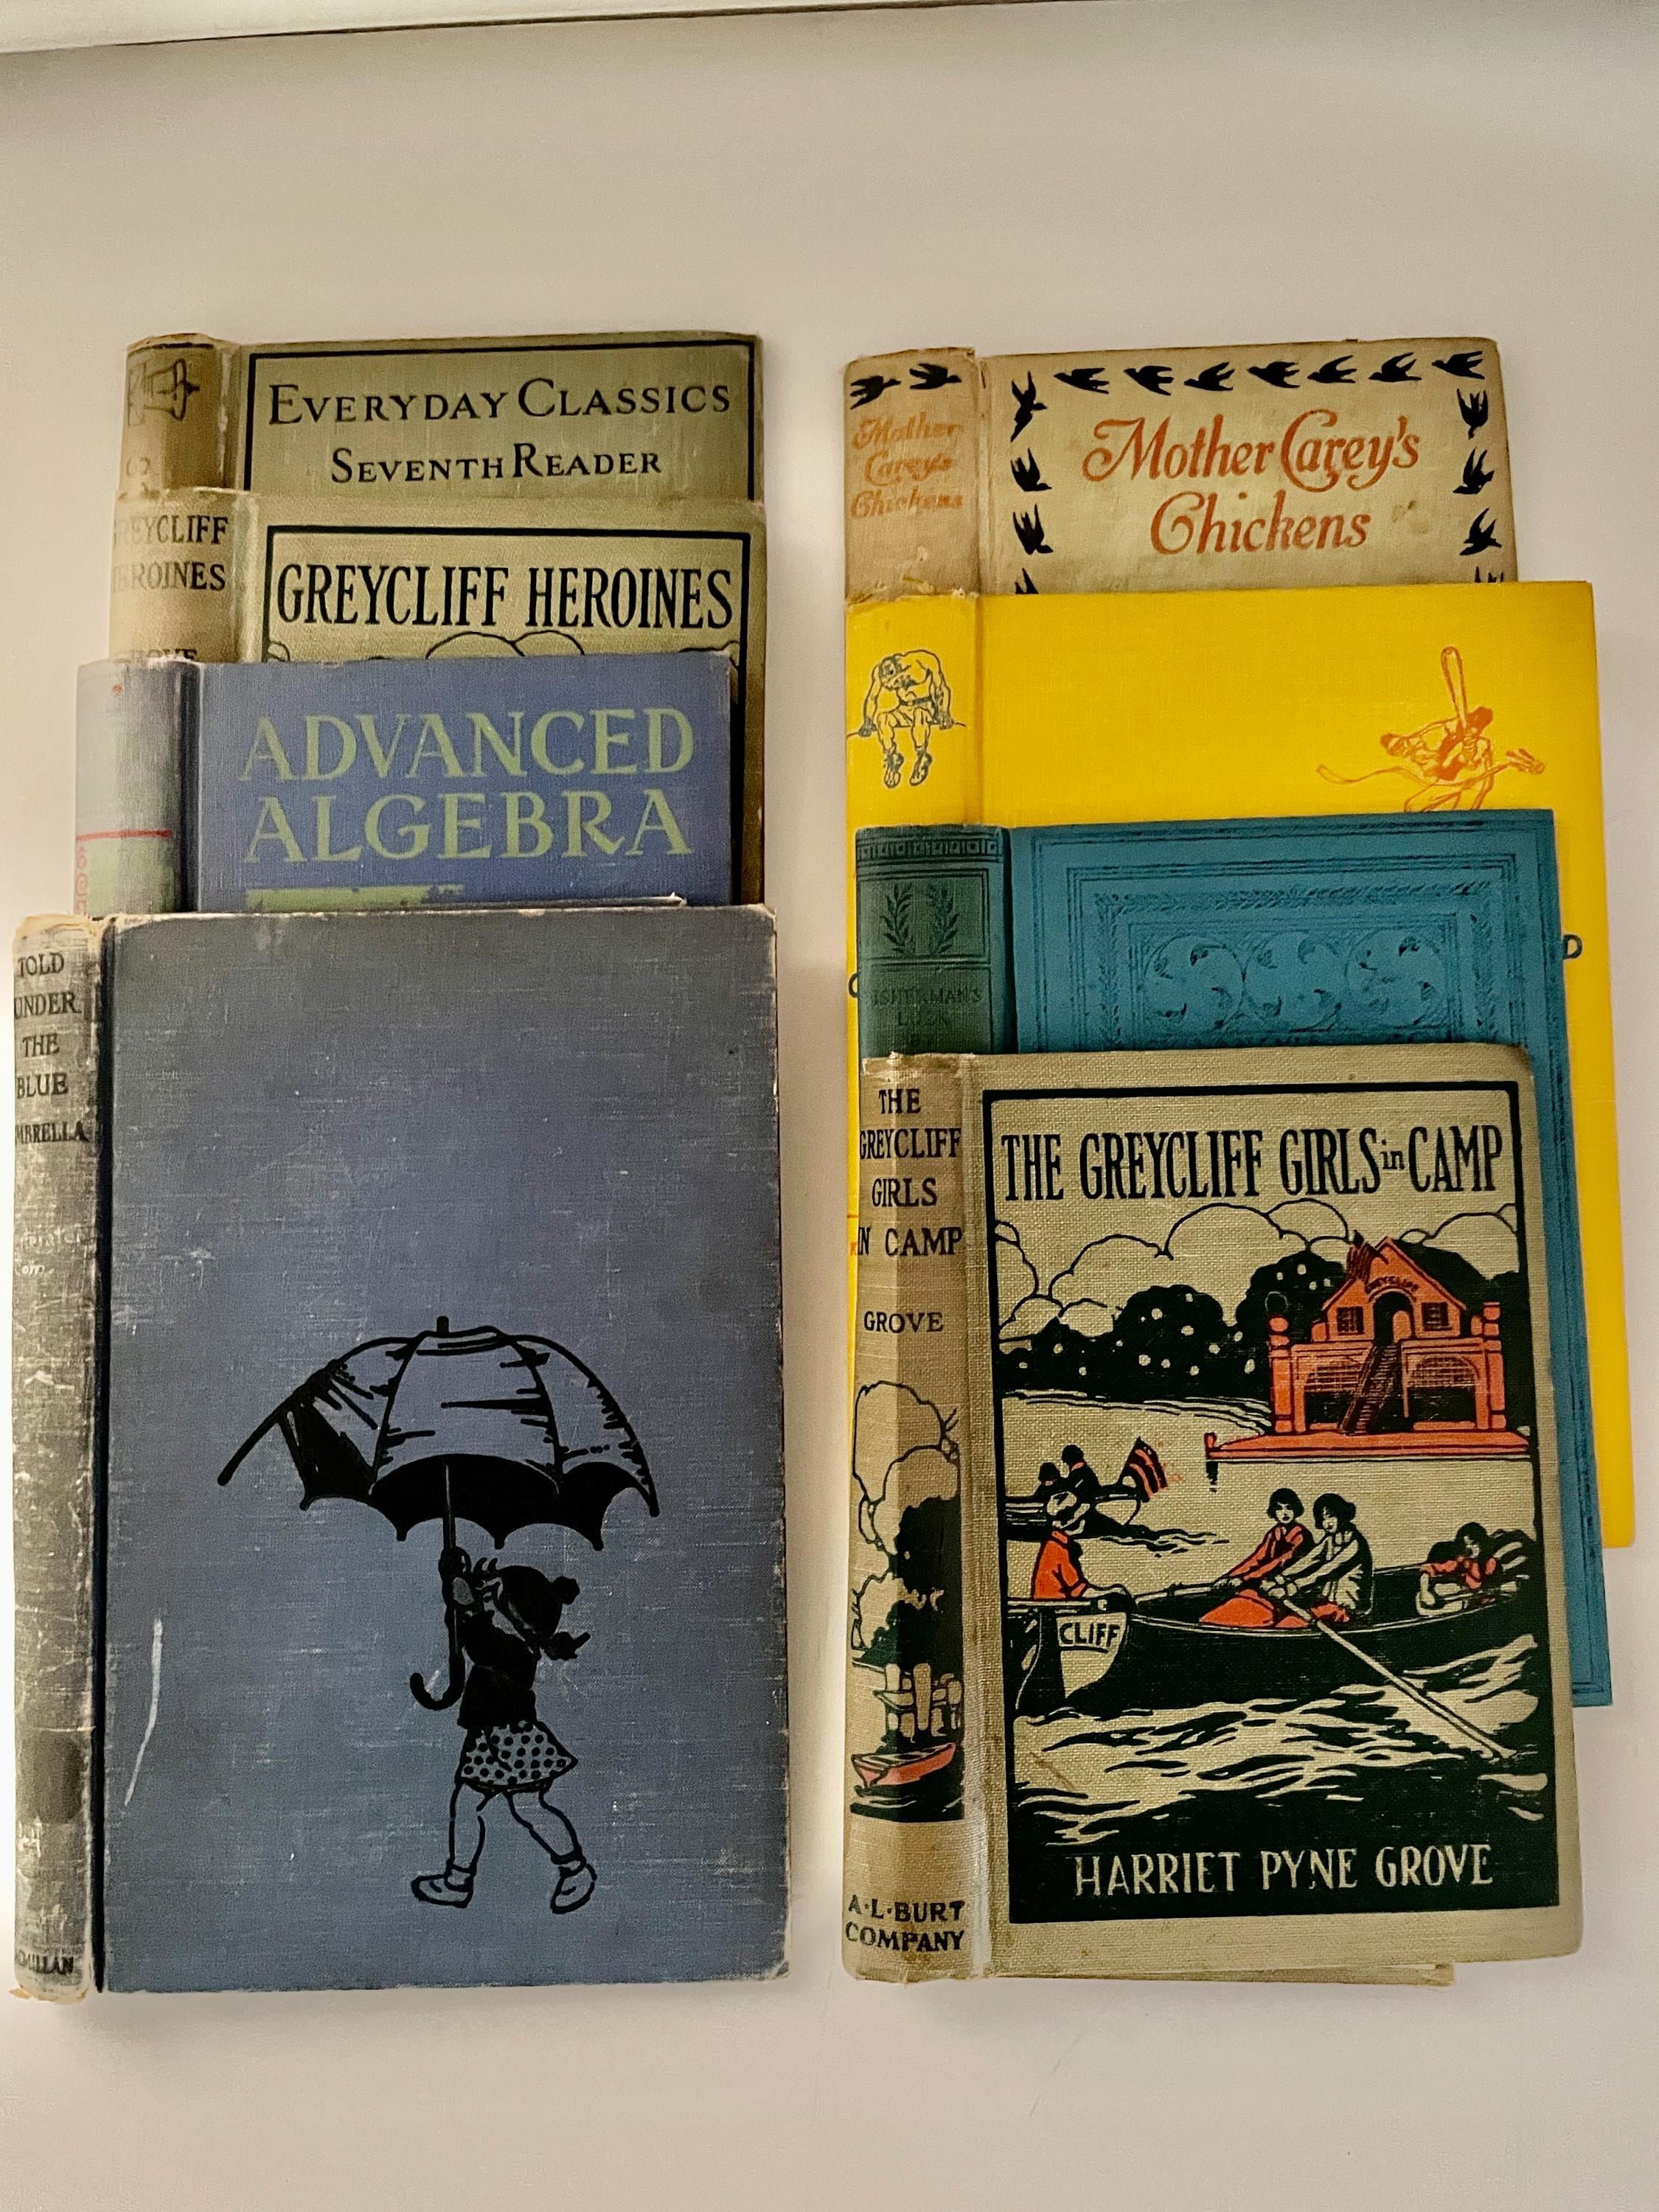 EVERYDAY CLASSICS
SEVENTH READER
GREYCLIFF
HEROINES
GREYCLIFF HEROINES
GROVE
ADVANCED
ALGEBRA
TOLD
UNDER
THE
BLUE
UMBRELLA
MACMILLAN
Mother
Carey's
Chickens
Mother Carey's
Chickens
D
FISHERMAN'S
LUCK
THE
GREYCLIFF
GIRLS
IN CAMP
GROVE
A·L·BURT
COMPANY
THE GREYCLIFF GIRLS in CAMP
GREYCLIFF
CLIFF
HARRIET PYNE GROVE